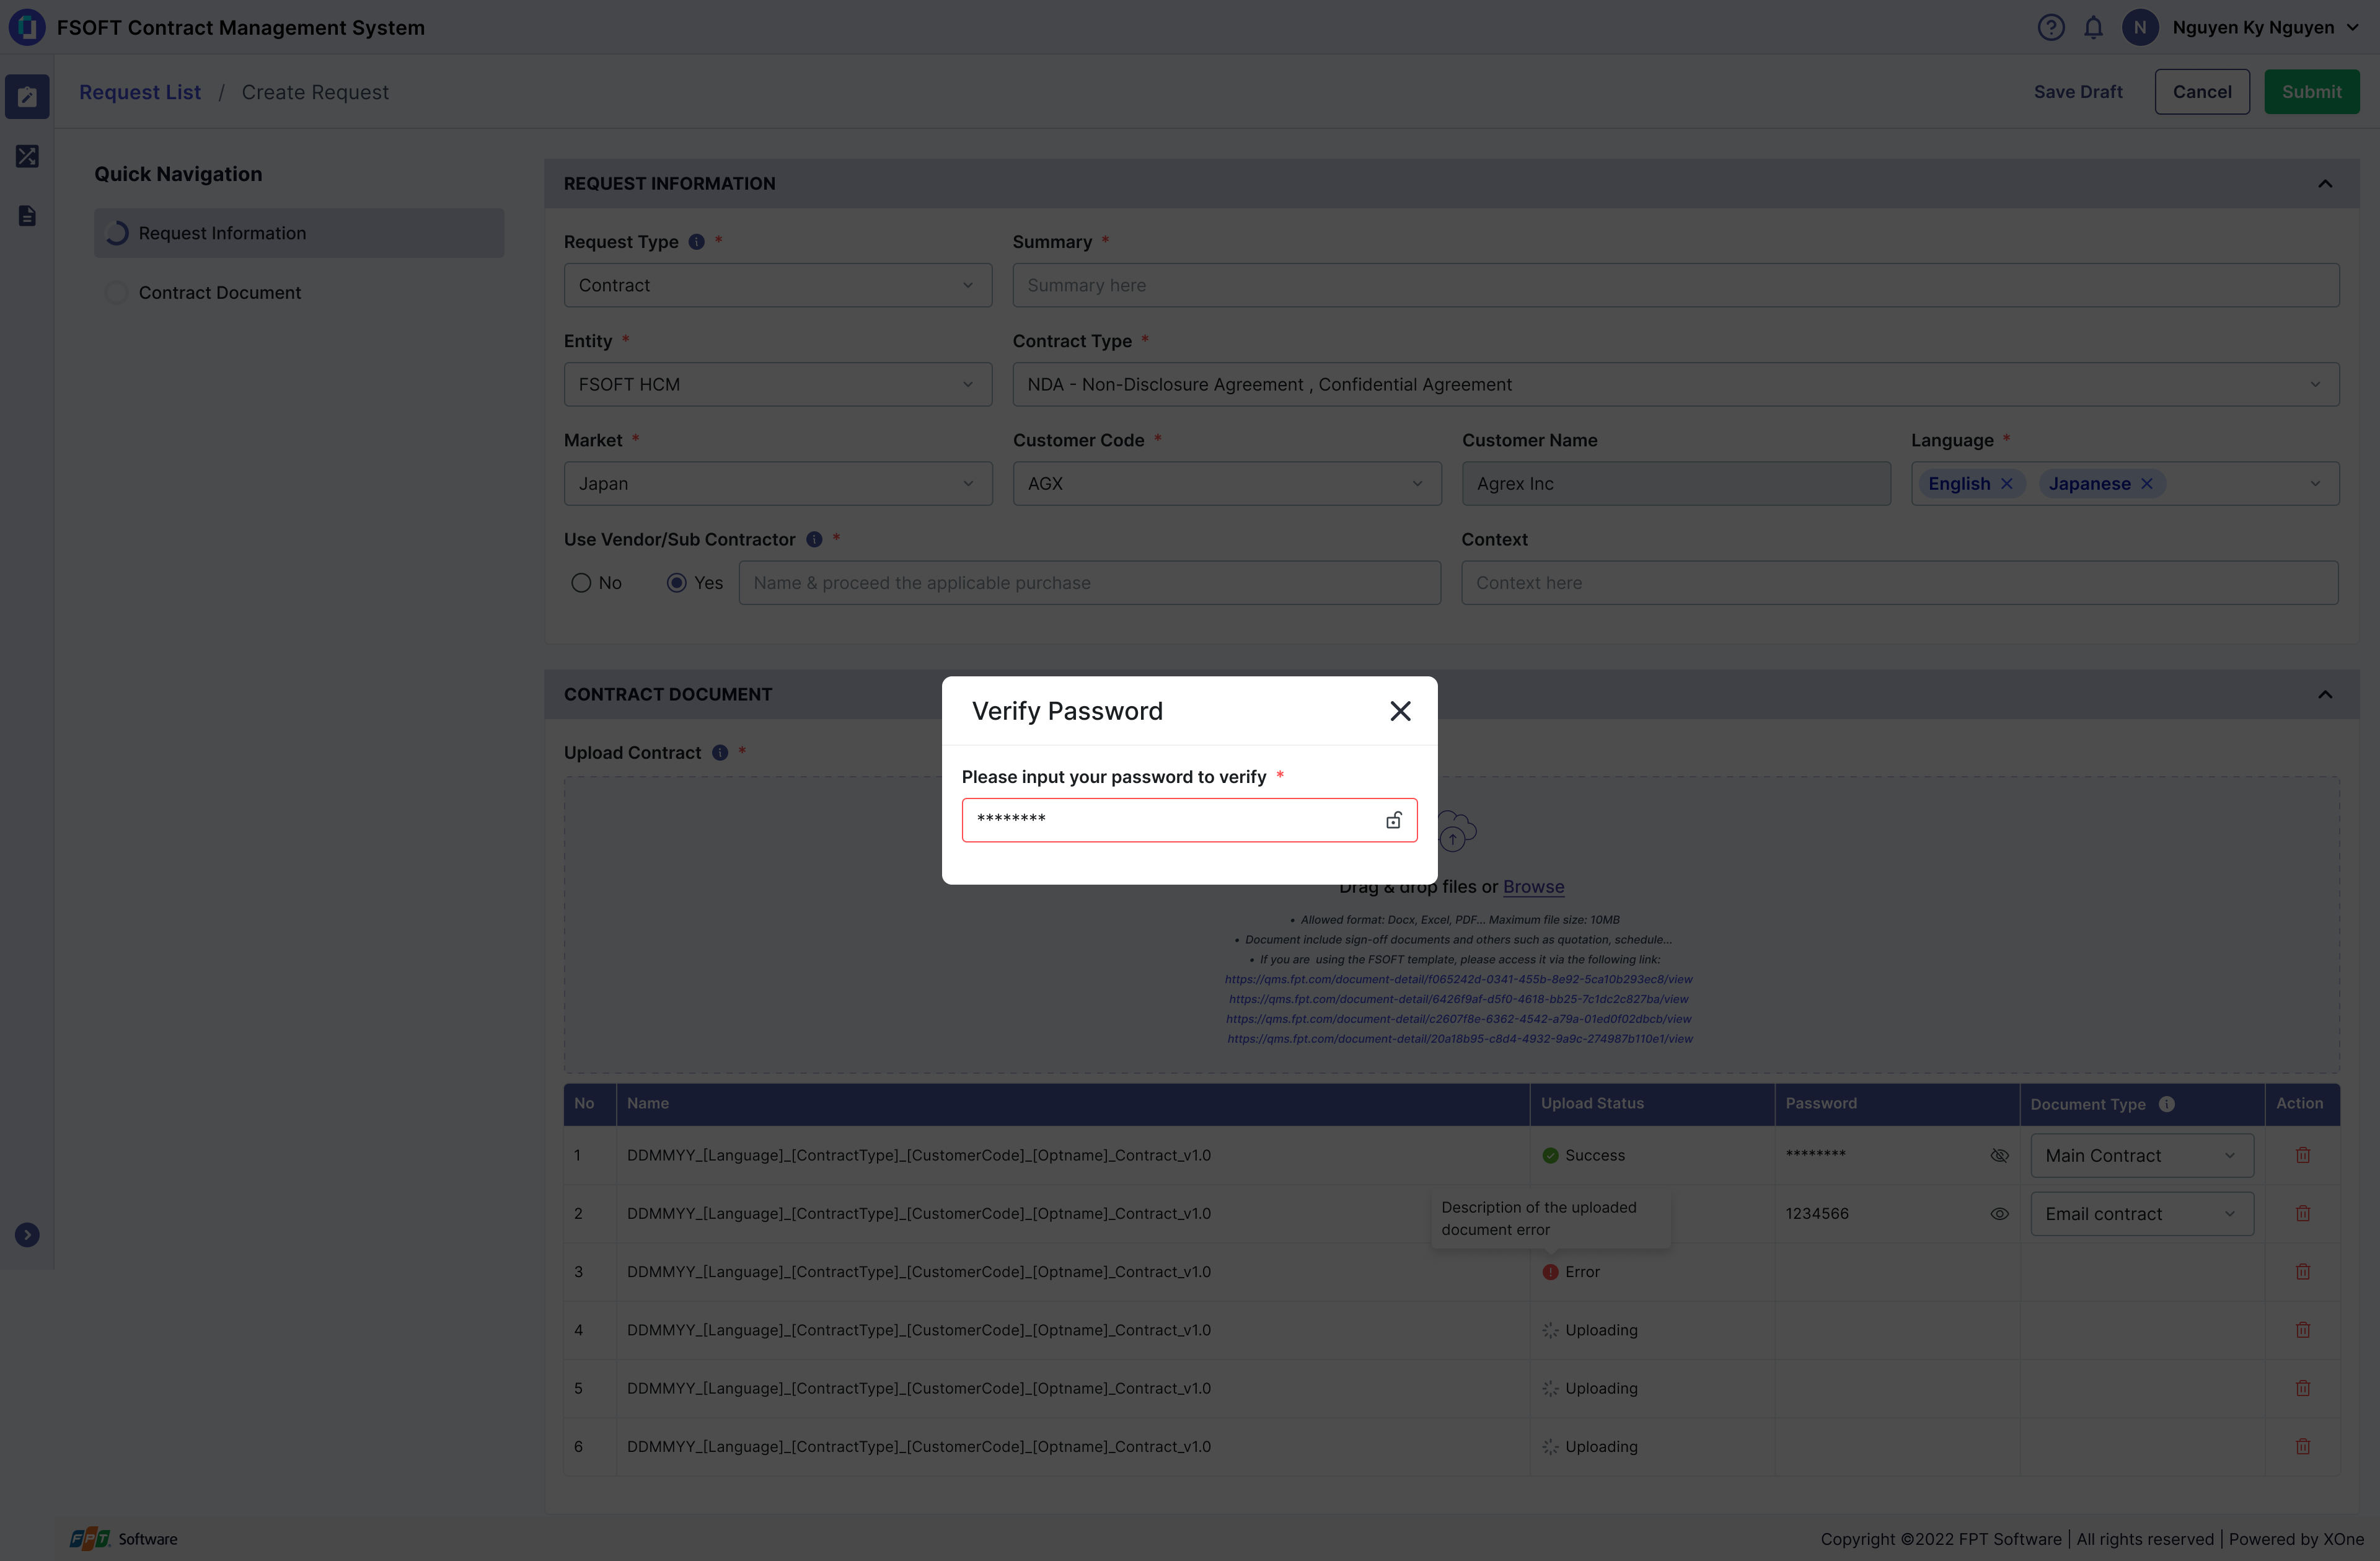 FSOFT Contract Management System
N Nguyen Ky Nguyen
Request List / Create Request
Save Draft Cancel Submit
Quick Navigation
Request Information
Contract Document
REQUEST INFORMATION
Request Type * Summary *
Contract Summary here
Entity * Contract Type *
FSOFT HCM NDA - Non-Disclosure Agreement , Confidential Agreement
Market * Customer Code * Customer Name Language *
Japan AGX Agrex Inc English Japanese
Use Vendor/Sub Contractor * Context
No Yes Name & proceed the applicable purchase Context here
CONTRACT DOCUMENT
Verify Password
Upload Contract *
Please input your password to verify *
********
Drag & drop files or Browse
• Allowed format: Docx, Excel, PDF... Maximum file size: 10MB
• Document include sign-off documents and others such as quotation, schedule...
• If you are using the FSOFT template, please access it via the following link:
https://qms.fpt.com/document-detail/f065242d-0341-455b-8e92-5ca10b293ec8/view
https://qms.fpt.com/document-detail/6426f9af-d5f0-4618-bb25-7c1dc2c827ba/view
https://qms.fpt.com/document-detail/c2607f8e-6362-4542-a79a-01ed0f02dbcb/view
https://qms.fpt.com/document-detail/20a18b95-c8d4-4932-9a9c-274987b110e1/view
No Name Upload Status Password Document Type Action
1 DDMMYY_[Language]_[ContractType]_[CustomerCode]_[Optname]_Contract_v1.0 Success ******** Main Contract
2 DDMMYY_[Language]_[ContractType]_[CustomerCode]_[Optname]_Contract_v1.0 1234566 Email contract
Description of the uploaded
document error
3 DDMMYY_[Language]_[ContractType]_[CustomerCode]_[Optname]_Contract_v1.0 Error
4 DDMMYY_[Language]_[ContractType]_[CustomerCode]_[Optname]_Contract_v1.0 Uploading
5 DDMMYY_[Language]_[ContractType]_[CustomerCode]_[Optname]_Contract_v1.0 Uploading
6 DDMMYY_[Language]_[ContractType]_[CustomerCode]_[Optname]_Contract_v1.0 Uploading
FPT Software
Copyright ©2022 FPT Software | All rights reserved | Powered by XOne